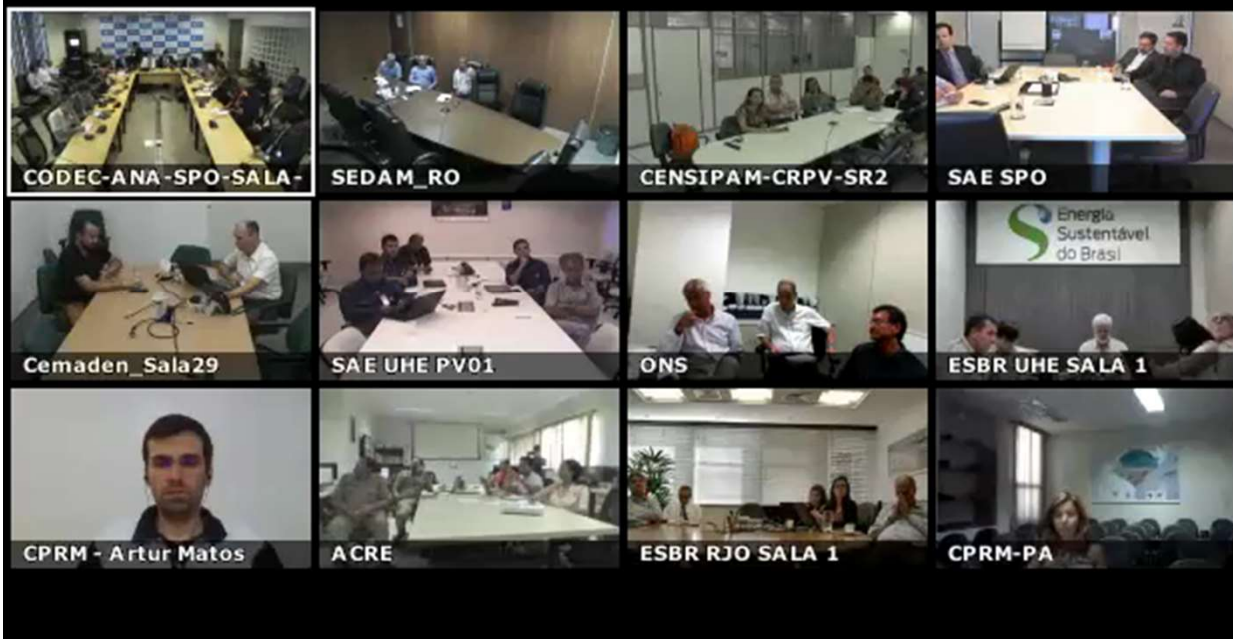 CODEC-ANA-SPO-SALA-
SEDAM_RO
CENSIPAM-CRPV-SR2
SAE SPO
Cemaden_Sala29
SAE UHE PV01
ONS
Energia
Sustentável
do Brasil
ESBR UHE SALA 1
CPRM - Artur Matos
ACRE
ESBR RJO SALA 1
CPRM-PA